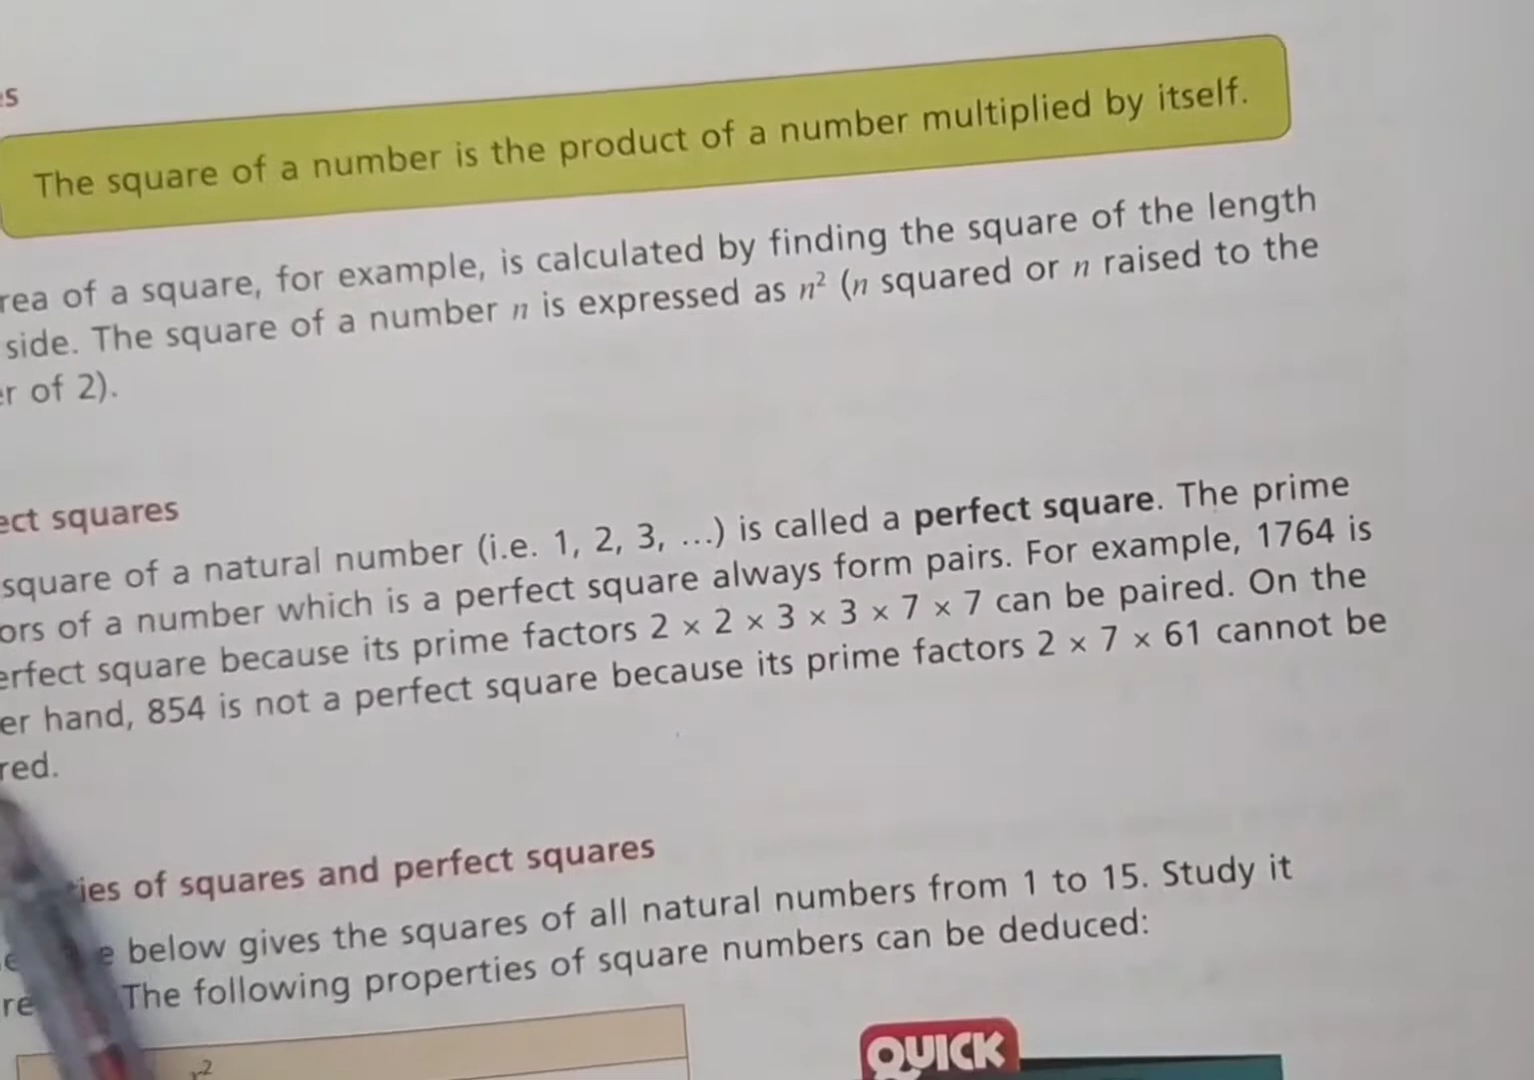 es
The square of a number is the product of a number multiplied by itself.
rea of a square, for example, is calculated by finding the square of the length
side. The square of a number n is expressed as n² (n squared or n raised to the
er of 2).
ect squares
square of a natural number (i.e. 1, 2, 3, ...) is called a perfect square. The prime
ors of a number which is a perfect square always form pairs. For example, 1764 is
erfect square because its prime factors 2 × 2 × 3 × 3 × 7 × 7 can be paired. On the
er hand, 854 is not a perfect square because its prime factors 2 × 7 × 61 cannot be
red.
ies of squares and perfect squares
e below gives the squares of all natural numbers from 1 to 15. Study it
re The following properties of square numbers can be deduced:
QUICK